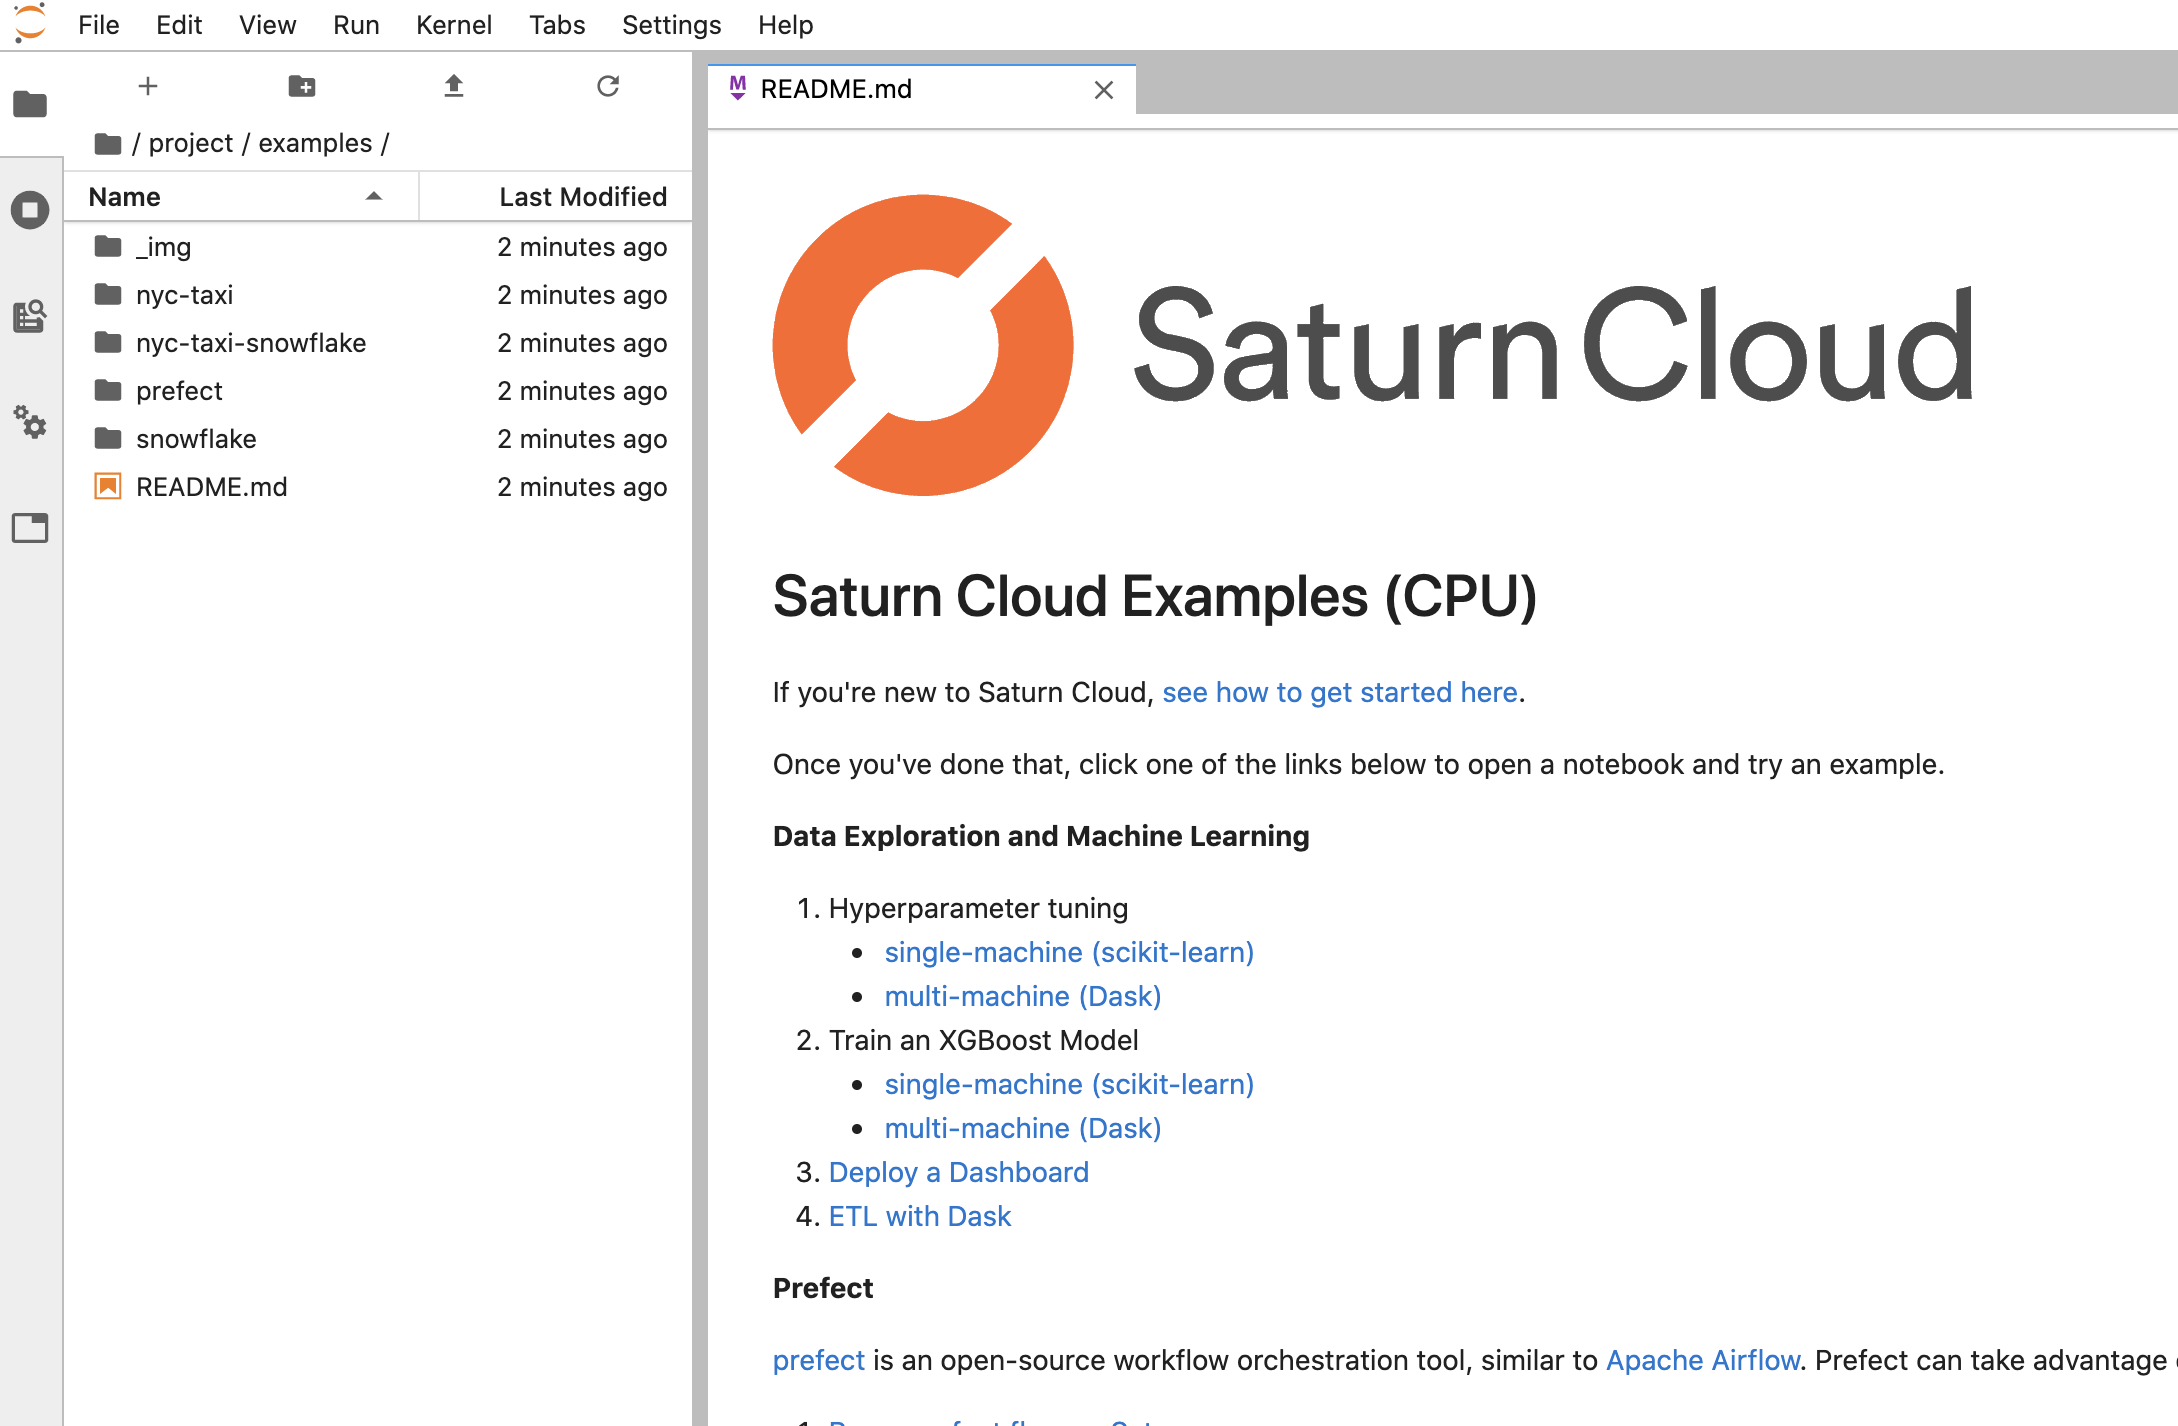 File Edit View Run Kernel Tabs Settings Help
/ project / examples /
Name Last Modified
_img 2 minutes ago
nyc-taxi 2 minutes ago
nyc-taxi-snowflake 2 minutes ago
prefect 2 minutes ago
snowflake 2 minutes ago
README.md 2 minutes ago
M README.md
Saturn Cloud
Saturn Cloud Examples (CPU)
If you're new to Saturn Cloud, see how to get started here.
Once you've done that, click one of the links below to open a notebook and try an example.
Data Exploration and Machine Learning
1. Hyperparameter tuning
• single-machine (scikit-learn)
• multi-machine (Dask)
2. Train an XGBoost Model
• single-machine (scikit-learn)
• multi-machine (Dask)
3. Deploy a Dashboard
4. ETL with Dask
Prefect
prefect is an open-source workflow orchestration tool, similar to Apache Airflow. Prefect can take advantage